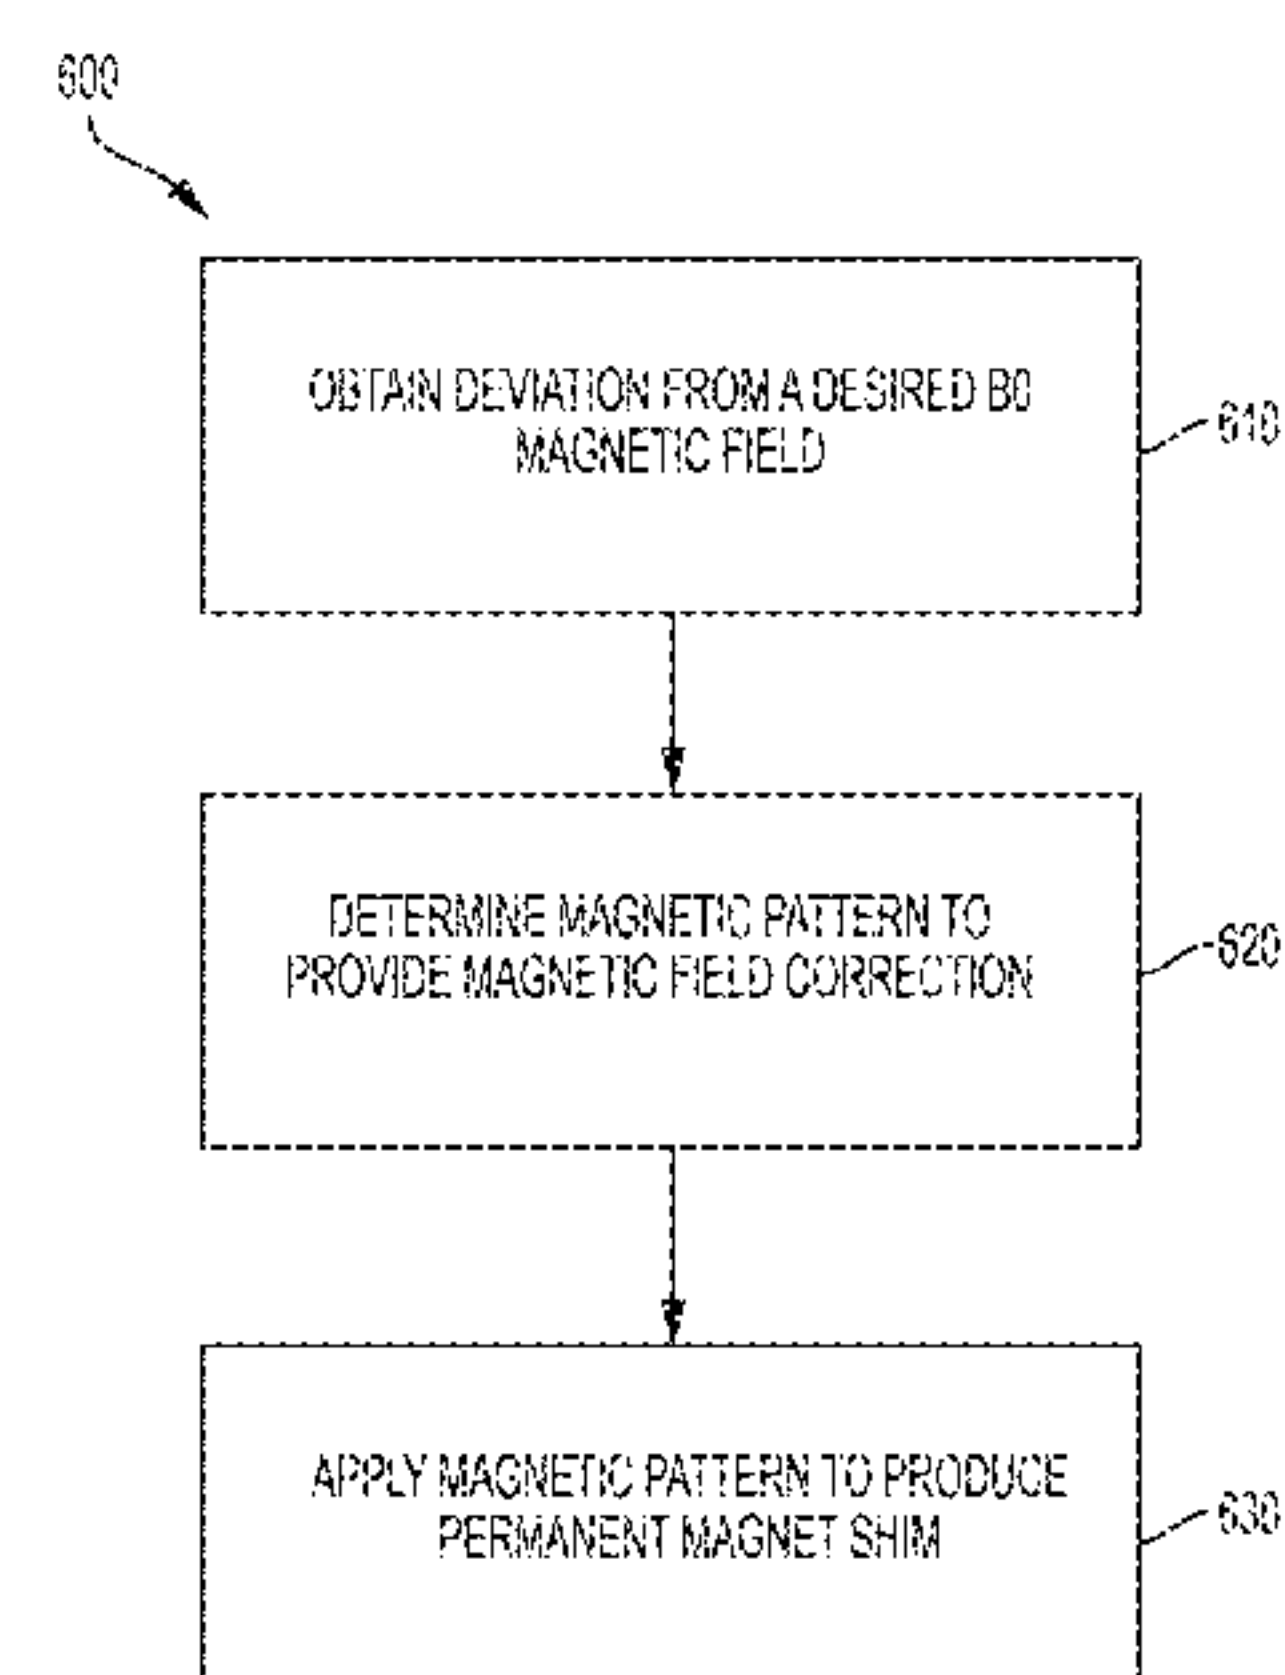 600
OBTAIN DEVIATION FROM A DESIRED B0
MAGNETIC FIELD
610
DETERMINE MAGNETIC PATTERN TO
PROVIDE MAGNETIC FIELD CORRECTION
620
APPLY MAGNETIC PATTERN TO PRODUCE
PERMANENT MAGNET SHIM
630